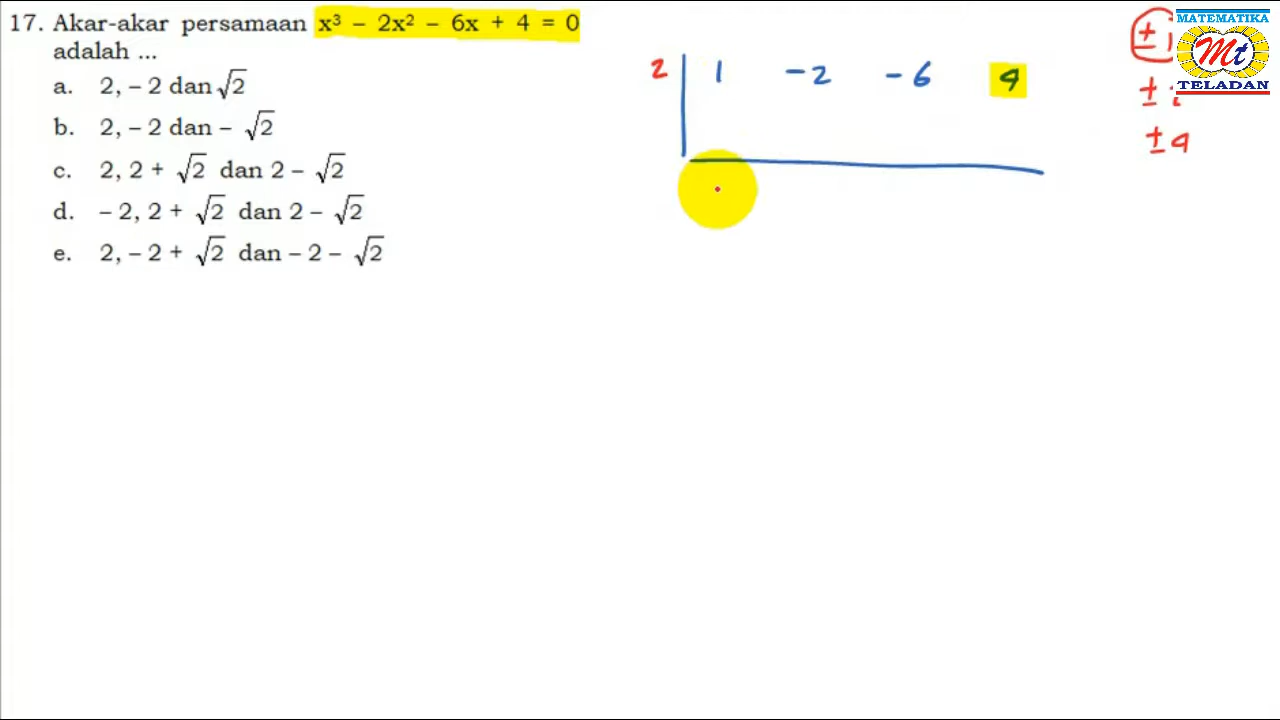 17. Akar-akar persamaan x³ – 2x² – 6x + 4 = 0
adalah ...
a. 2, – 2 dan √2
b. 2, – 2 dan – √2
c. 2, 2 + √2 dan 2 – √2
d. – 2, 2 + √2 dan 2 – √2
e. 2, – 2 + √2 dan – 2 – √2
2 1 -2 -6 4
±
±
±4
MATEMATIKA
Mt
TELADAN